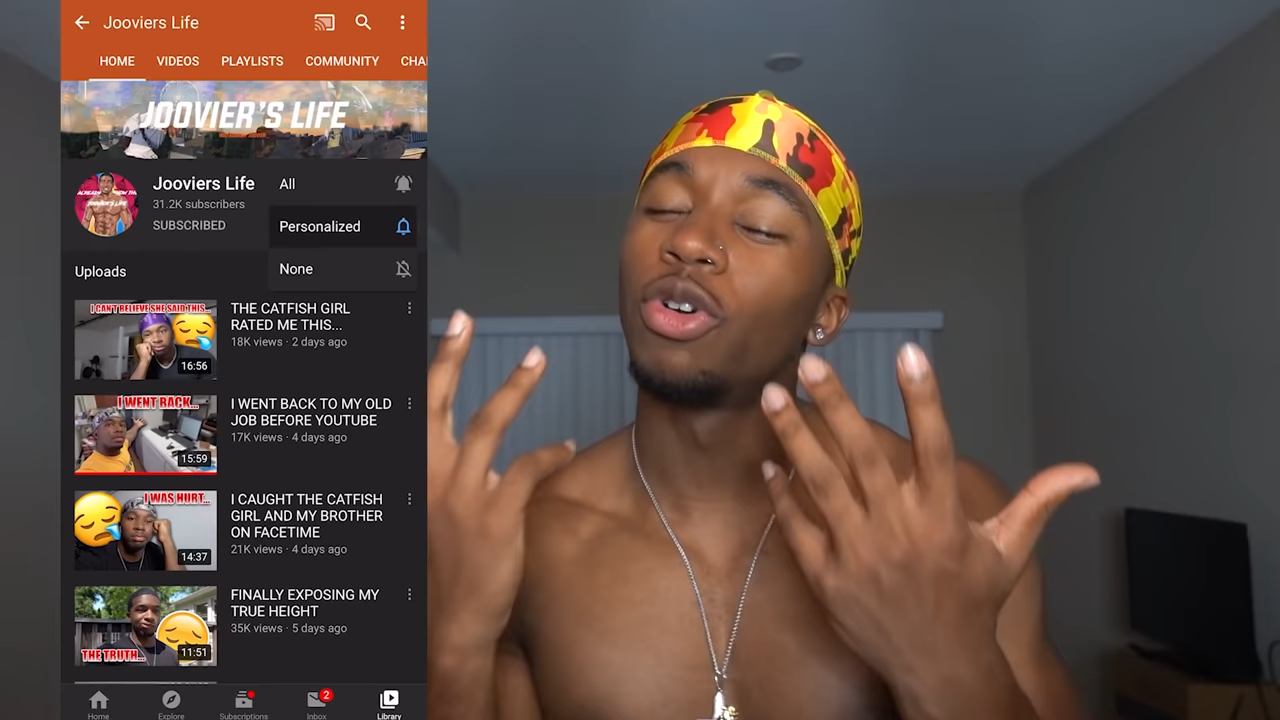 Jooviers Life
HOME VIDEOS PLAYLISTS COMMUNITY CHA
JOOVIER'S LIFE
Jooviers Life
31.2K subscribers
SUBSCRIBED
All
Personalized
None
Uploads
I CAN'T BELIEVE SHE SAID THIS...
16:56
THE CATFISH GIRL
RATED ME THIS...
18K views · 2 days ago
I WENT BACK...
15:59
I WENT BACK TO MY OLD
JOB BEFORE YOUTUBE
17K views · 4 days ago
I WAS HURT...
14:37
I CAUGHT THE CATFISH
GIRL AND MY BROTHER
ON FACETIME
21K views · 4 days ago
THE TRUTH...
11:51
FINALLY EXPOSING MY
TRUE HEIGHT
35K views · 5 days ago
Home Explore Subscriptions 2 Inbox Library